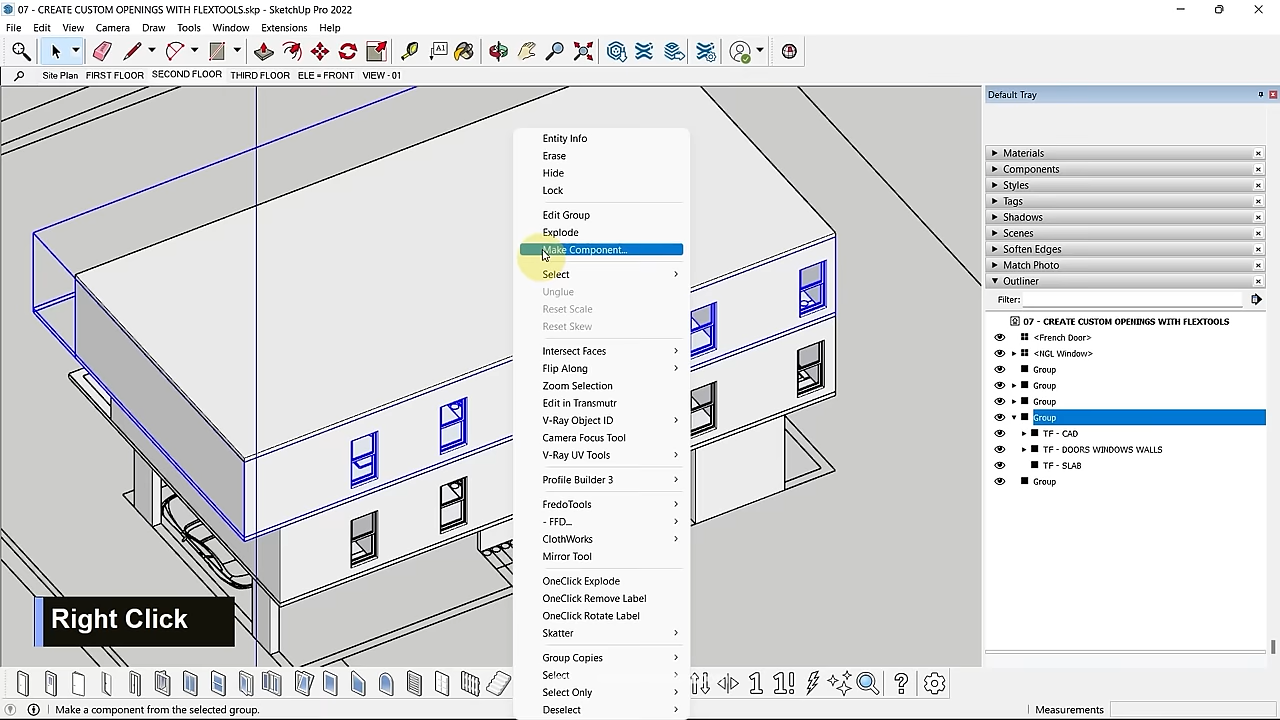 07 - CREATE CUSTOM OPENINGS WITH FLEXTOOLS.skp - SketchUp Pro 2022
File Edit View Camera Draw Tools Window Extensions Help
Site Plan FIRST FLOOR SECOND FLOOR THIRD FLOOR ELE = FRONT VIEW - 01
Default Tray
Materials
Components
Styles
Tags
Shadows
Scenes
Soften Edges
Match Photo
Outliner
Filter:
07 - CREATE CUSTOM OPENINGS WITH FLEXTOOLS
<French Door>
<NGL Window>
Group
Group
Group
Group
TF - CAD
TF - DOORS WINDOWS WALLS
TF - SLAB
Group
Entity Info
Erase
Hide
Lock
Edit Group
Explode
Make Component...
Select
Unglue
Reset Scale
Reset Skew
Intersect Faces
Flip Along
Zoom Selection
Edit in Transmutr
V-Ray Object ID
Camera Focus Tool
V-Ray UV Tools
Profile Builder 3
FredoTools
- FFD...
ClothWorks
Mirror Tool
OneClick Explode
OneClick Remove Label
OneClick Rotate Label
Skatter
Group Copies
Select
Select Only
Deselect
Right Click
Make a component from the selected group.
Measurements